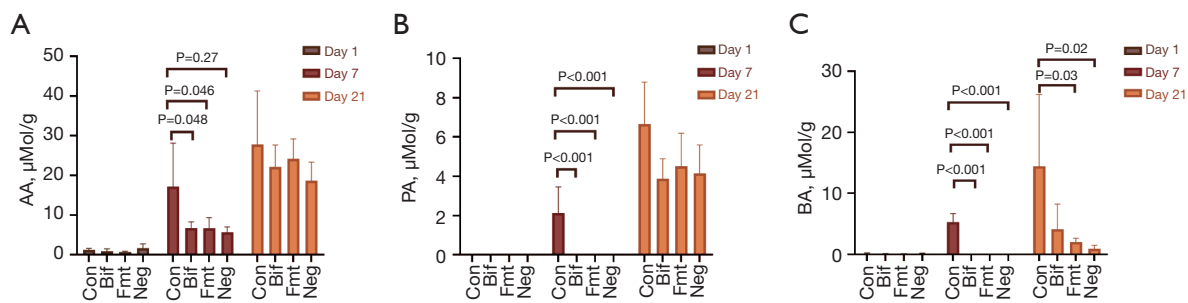 A
AA, µMol/g
50
40
30
20
10
0
P=0.27
P=0.046
P=0.048
Day 1
Day 7
Day 21
Con
Bif
Fmt
Neg
Con
Bif
Fmt
Neg
Con
Bif
Fmt
Neg
B
PA, µMol/g
10
8
6
4
2
0
P<0.001
P<0.001
P<0.001
Day 1
Day 7
Day 21
Con
Bif
Fmt
Neg
Con
Bif
Fmt
Neg
Con
Bif
Fmt
Neg
C
BA, µMol/g
30
20
10
0
P<0.001
P<0.001
P<0.001
P=0.02
P=0.03
Day 1
Day 7
Day 21
Con
Bif
Fmt
Neg
Con
Bif
Fmt
Neg
Con
Bif
Fmt
Neg